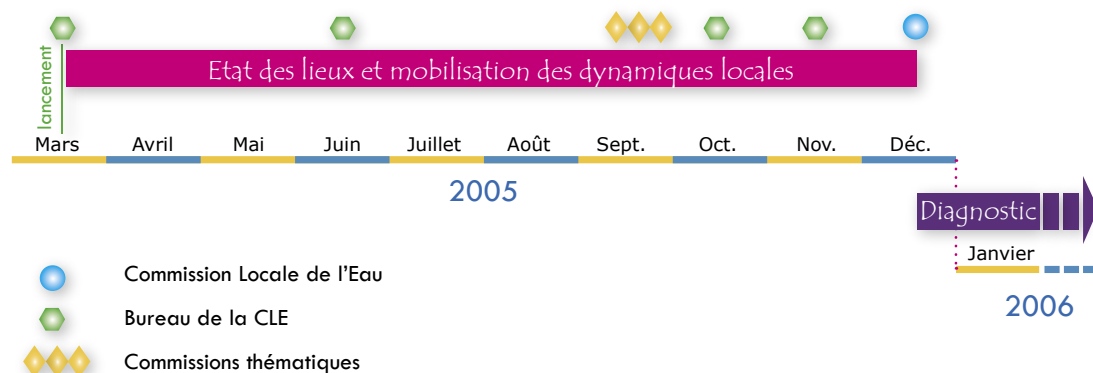 lancement
Etat des lieux et mobilisation des dynamiques locales
Mars Avril Mai Juin Juillet Août Sept. Oct. Nov. Déc.
2005
Diagnostic
Janvier
2006
Commission Locale de l’Eau
Bureau de la CLE
Commissions thématiques